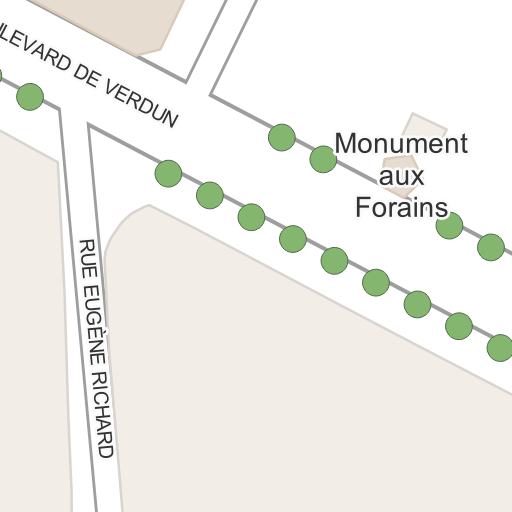 LEVARD DE VERDUN
Monument
aux
Forains
RUE EUGÈNE RICHARD